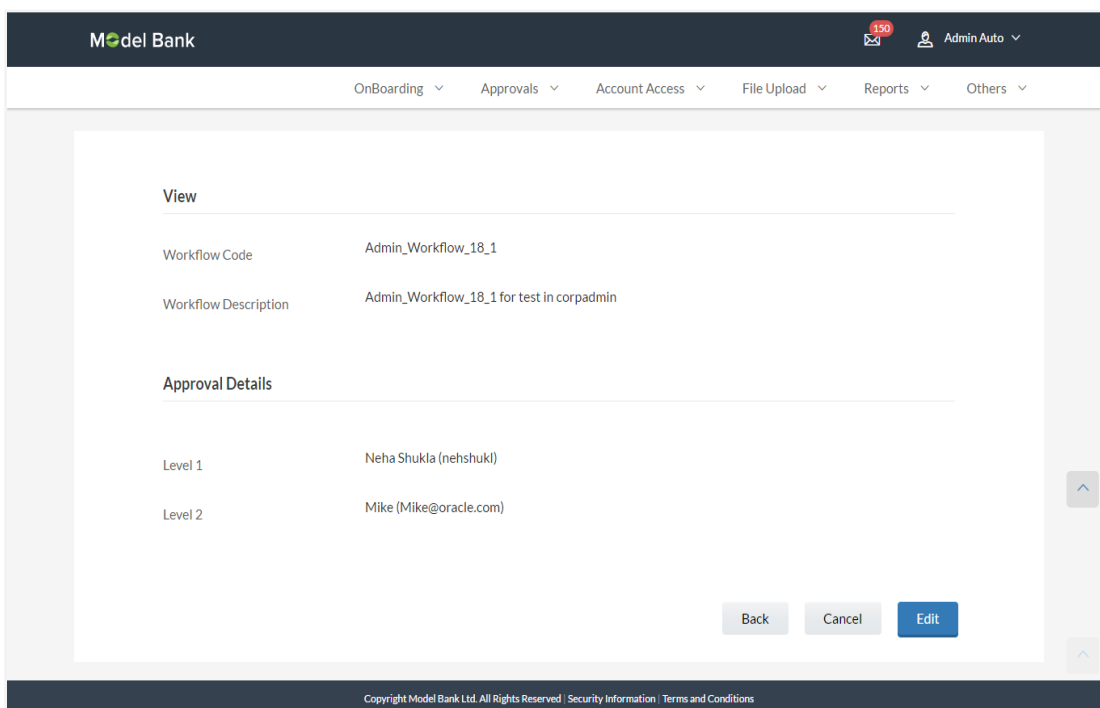 Model Bank
150
Admin Auto
OnBoarding Approvals Account Access File Upload Reports Others
View
Workflow Code Admin_Workflow_18_1
Workflow Description Admin_Workflow_18_1 for test in corpadmin
Approval Details
Level 1 Neha Shukla (nehshukl)
Level 2 Mike (Mike@oracle.com)
Back Cancel Edit
Copyright Model Bank Ltd. All Rights Reserved | Security Information | Terms and Conditions